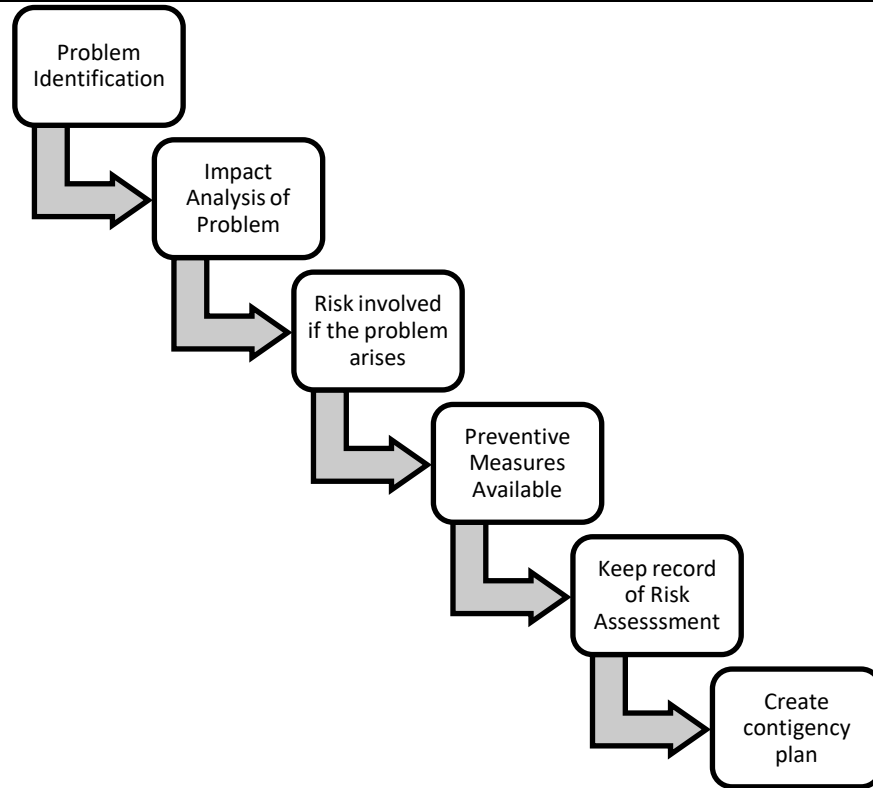 Problem
Identification
Impact
Analysis of
Problem
Risk involved
if the problem
arises
Preventive
Measures
Available
Keep record
of Risk
Assesssment
Create
contigency
plan